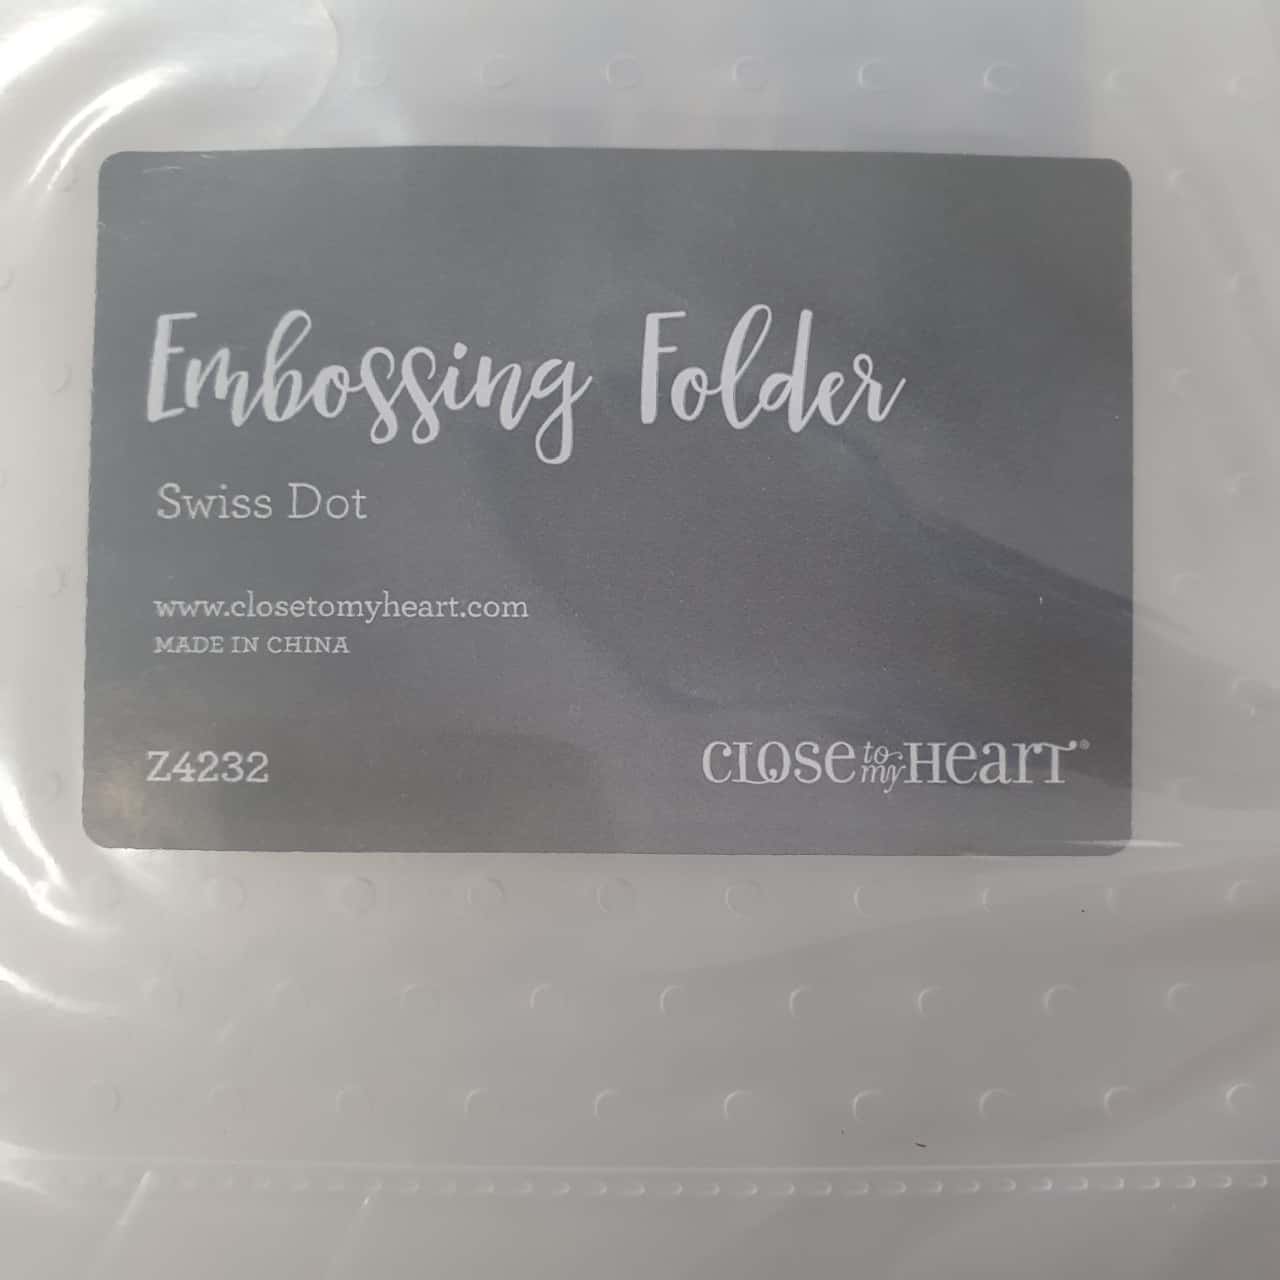 Embossing Folder
Swiss Dot
www.closetomyheart.com
MADE IN CHINA
Z4232
CLOSE to my HEART®